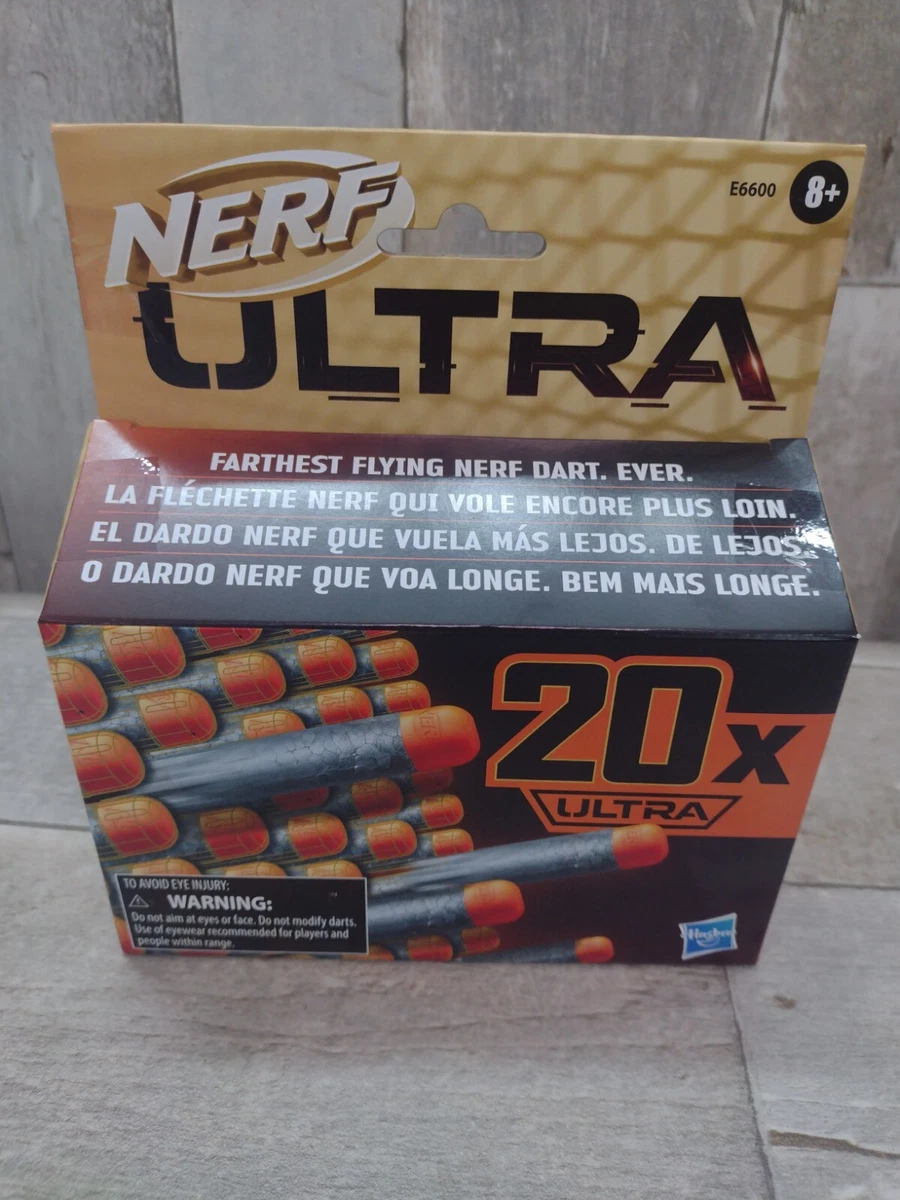 NERF
E6600
8+
ULTRA
FARTHEST FLYING NERF DART. EVER.
LA FLÉCHETTE NERF QUI VOLE ENCORE PLUS LOIN.
EL DARDO NERF QUE VUELA MÁS LEJOS. DE LEJOS.
O DARDO NERF QUE VOA LONGE. BEM MAIS LONGE.
20x
ULTRA
TO AVOID EYE INJURY:
WARNING:
Do not aim at eyes or face. Do not modify darts.
Use of eyewear recommended for players and
people within range.
Hasbro